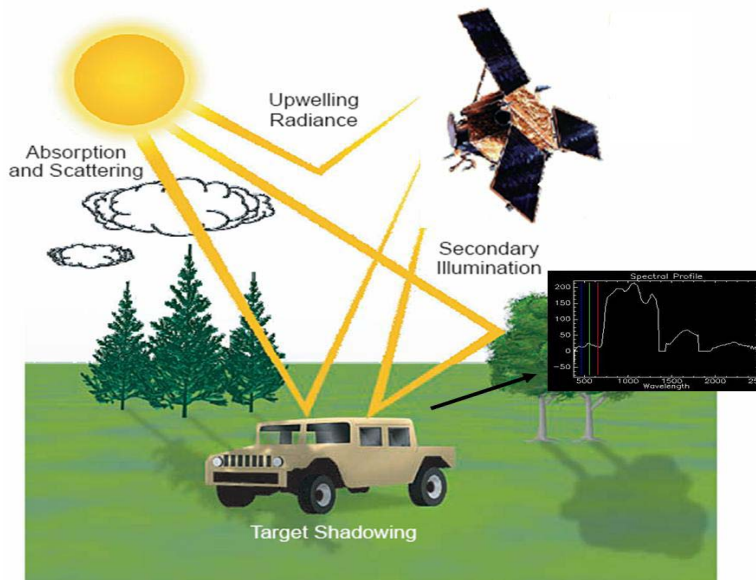 Upwelling
Radiance
Absorption
and Scattering
Secondary
Illumination
Spectral Profile
200
150
100
50
0
−50
500 1000 1500 2000 250
Wavelength
Target Shadowing